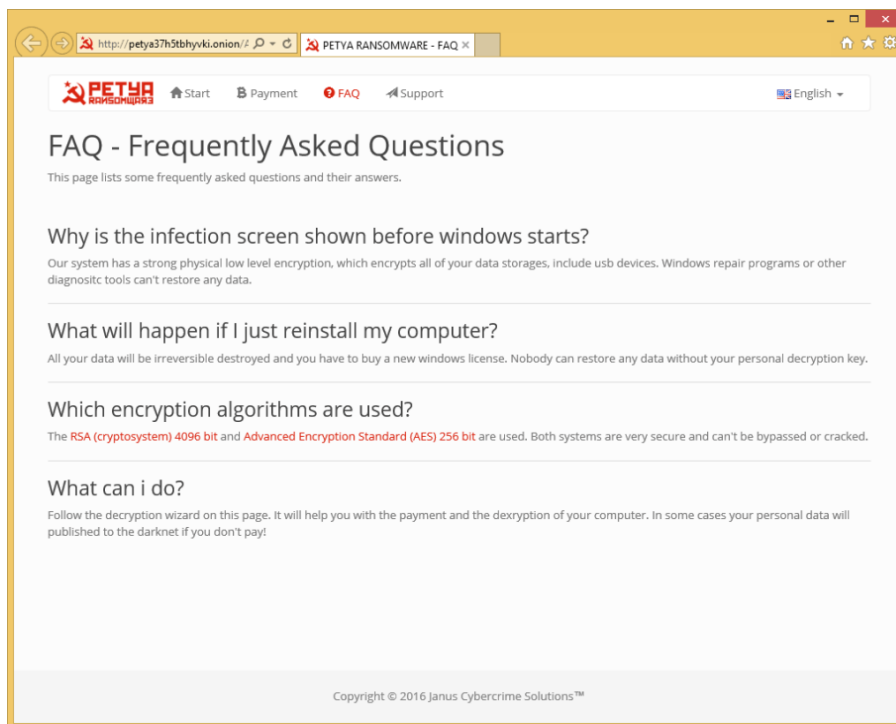 http://petya37h5tbhyvki.onion/
PETYA RANSOMWARE - FAQ
PETYA
RANSOMWAR3
Start
Payment
FAQ
Support
English
FAQ - Frequently Asked Questions
This page lists some frequently asked questions and their answers.
Why is the infection screen shown before windows starts?
Our system has a strong physical low level encryption, which encrypts all of your data storages, include usb devices. Windows repair programs or other
diagnositc tools can't restore any data.
What will happen if I just reinstall my computer?
All your data will be irreversible destroyed and you have to buy a new windows license. Nobody can restore any data without your personal decryption key.
Which encryption algorithms are used?
The RSA (cryptosystem) 4096 bit and Advanced Encryption Standard (AES) 256 bit are used. Both systems are very secure and can't be bypassed or cracked.
What can i do?
Follow the decryption wizard on this page. It will help you with the payment and the dexryption of your computer. In some cases your personal data will
published to the darknet if you don't pay!
Copyright © 2016 Janus Cybercrime Solutions™